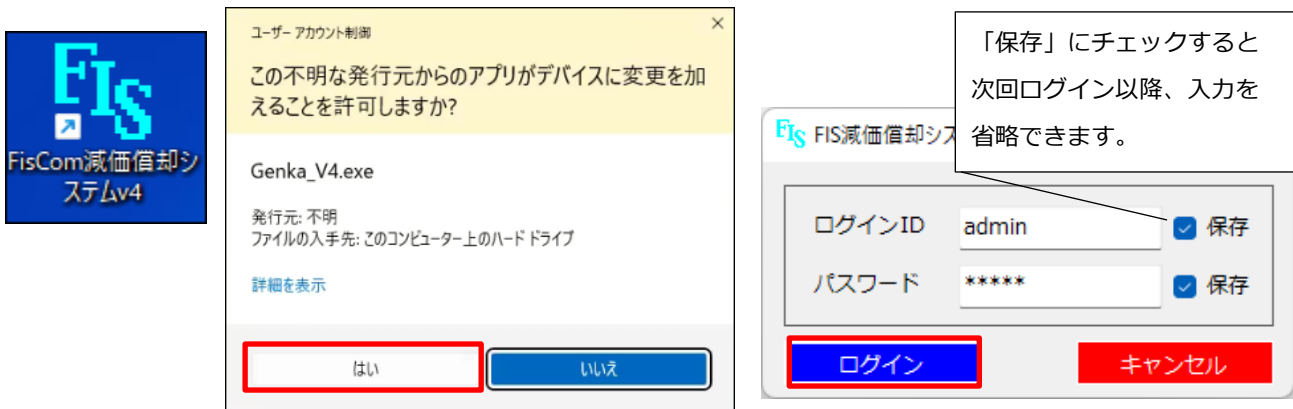 FIS
FisCom減価償却シ
ステムv4
ユーザー アカウント制御
×
この不明な発行元からのアプリがデバイスに変更を加
えることを許可しますか?
Genka_V4.exe
発行元: 不明
ファイルの入手先: このコンピューター上のハード ドライブ
詳細を表示
はい
いいえ
「保存」にチェックすると
次回ログイン以降、入力を
省略できます。
FIS FIS減価償却シス
ログインID
admin
保存
パスワード
*****
保存
ログイン
キャンセル